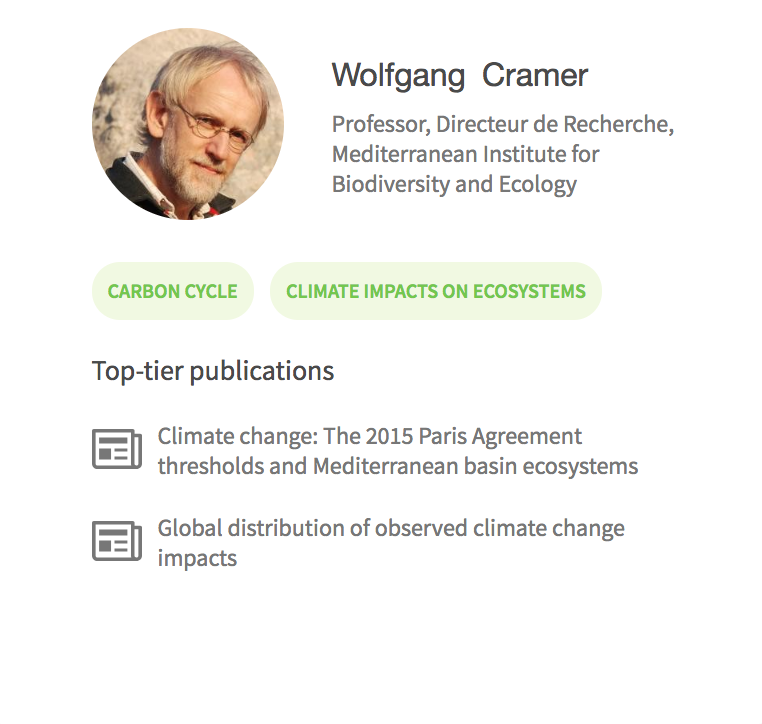 Wolfgang Cramer
Professor, Directeur de Recherche,
Mediterranean Institute for
Biodiversity and Ecology
CARBON CYCLE
CLIMATE IMPACTS ON ECOSYSTEMS
Top-tier publications
Climate change: The 2015 Paris Agreement
thresholds and Mediterranean basin ecosystems
Global distribution of observed climate change
impacts